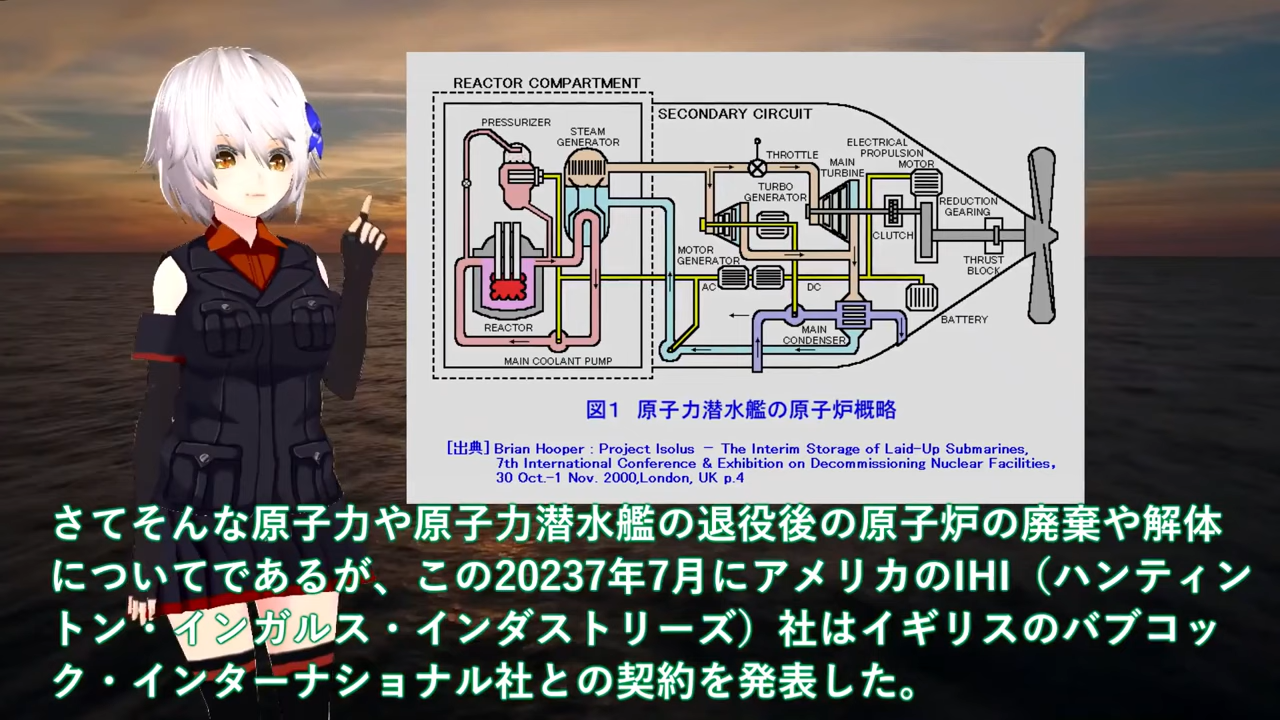 REACTOR COMPARTMENT
SECONDARY CIRCUIT
PRESSURIZER
STEAM
GENERATOR
THROTTLE
ELECTRICAL
PROPULSION
MOTOR
MAIN
TURBINE
TURBO
GENERATOR
REDUCTION
GEARING
CLUTCH
MOTOR
GENERATOR
THRUST
BLOCK
AC
DC
REACTOR
BATTERY
MAIN
CONDENSER
MAIN COOLANT PUMP
図1 原子力潜水艦の原子炉概略
[出典] Brian Hooper : Project Isolus － The Interim Storage of Laid-Up Submarines,
7th International Conference & Exhibition on Decommissioning Nuclear Facilities,
30 Oct.-1 Nov. 2000,London, UK p.4
さてそんな原子力や原子力潜水艦の退役後の原子炉の廃棄や解体
についてであるが、この20237年7月にアメリカのIHI（ハンティン
トン・インガルス・インダストリーズ）社はイギリスのバブコッ
ク・インターナショナル社との契約を発表した。